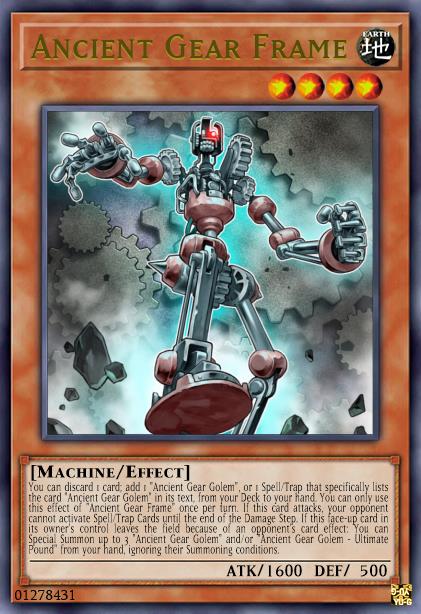 ANCIENT GEAR FRAME
EARTH
地
[MACHINE/EFFECT]
You can discard 1 card; add 1 "Ancient Gear Golem", or 1 Spell/Trap that specifically lists
the card "Ancient Gear Golem" in its text, from your Deck to your hand. You can only use
this effect of "Ancient Gear Frame" once per turn. If this card attacks, your opponent
cannot activate Spell/Trap Cards until the end of the Damage Step. If this face-up card in
its owner's control leaves the field because of an opponent's card effect: You can
Special Summon up to 3 "Ancient Gear Golem" and/or "Ancient Gear Golem - Ultimate
Pound" from your hand, ignoring their Summoning conditions.
ATK/1600 DEF/ 500
01278431